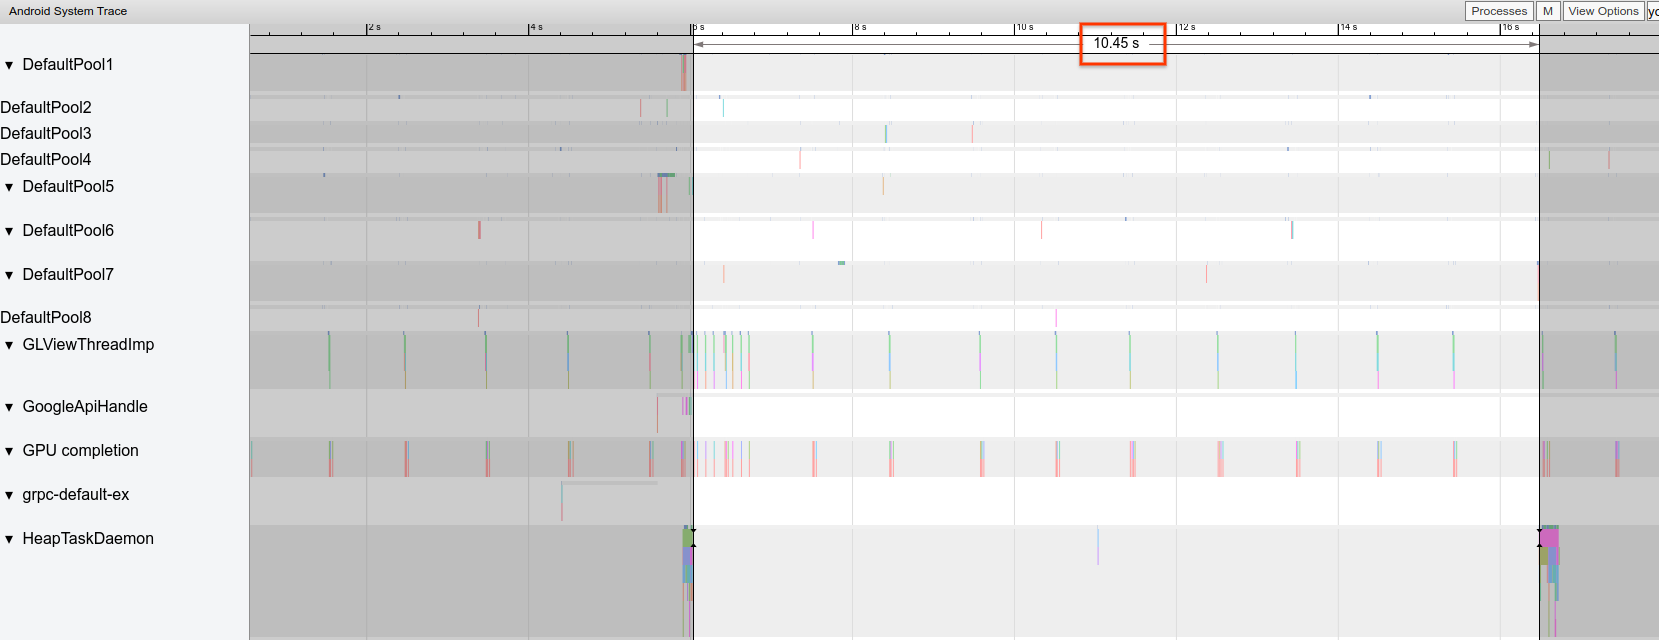 Android System Trace
Processes M View Options
2 s 4 s 6 s 8 s 10 s 12 s 14 s 16 s
10.45 s
▼ DefaultPool1
DefaultPool2
DefaultPool3
DefaultPool4
▼ DefaultPool5
▼ DefaultPool6
▼ DefaultPool7
DefaultPool8
▼ GLViewThreadImp
▼ GoogleApiHandle
▼ GPU completion
▼ grpc-default-ex
▼ HeapTaskDaemon